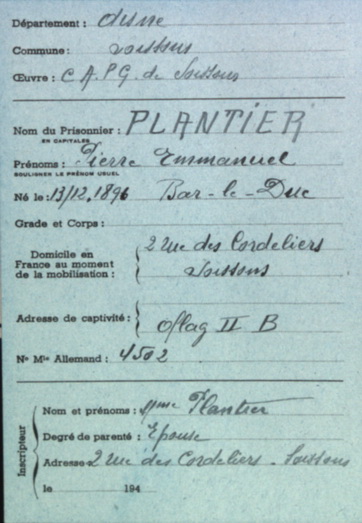 Département : Aisne
Commune : Soissons
Œuvre : C.A.P.G. de Soissons
Nom du Prisonnier : PLANTIER
EN CAPITALES
Prénoms : Pierre Emmanuel
SOULIGNER LE PRÉNOM USUEL
Né le : 13/12.1896 Bar-le-Duc
Grade et Corps :
Domicile en France au moment de la mobilisation : 2 rue des Cordeliers
Soissons
Adresse de captivité : Oflag II B
N° Mle Allemand : 4502
Inscripteur
Nom et prénoms : Mme Plantier
Degré de parenté : Epouse
Adresse 2 rue des Cordeliers - Soissons
le 194